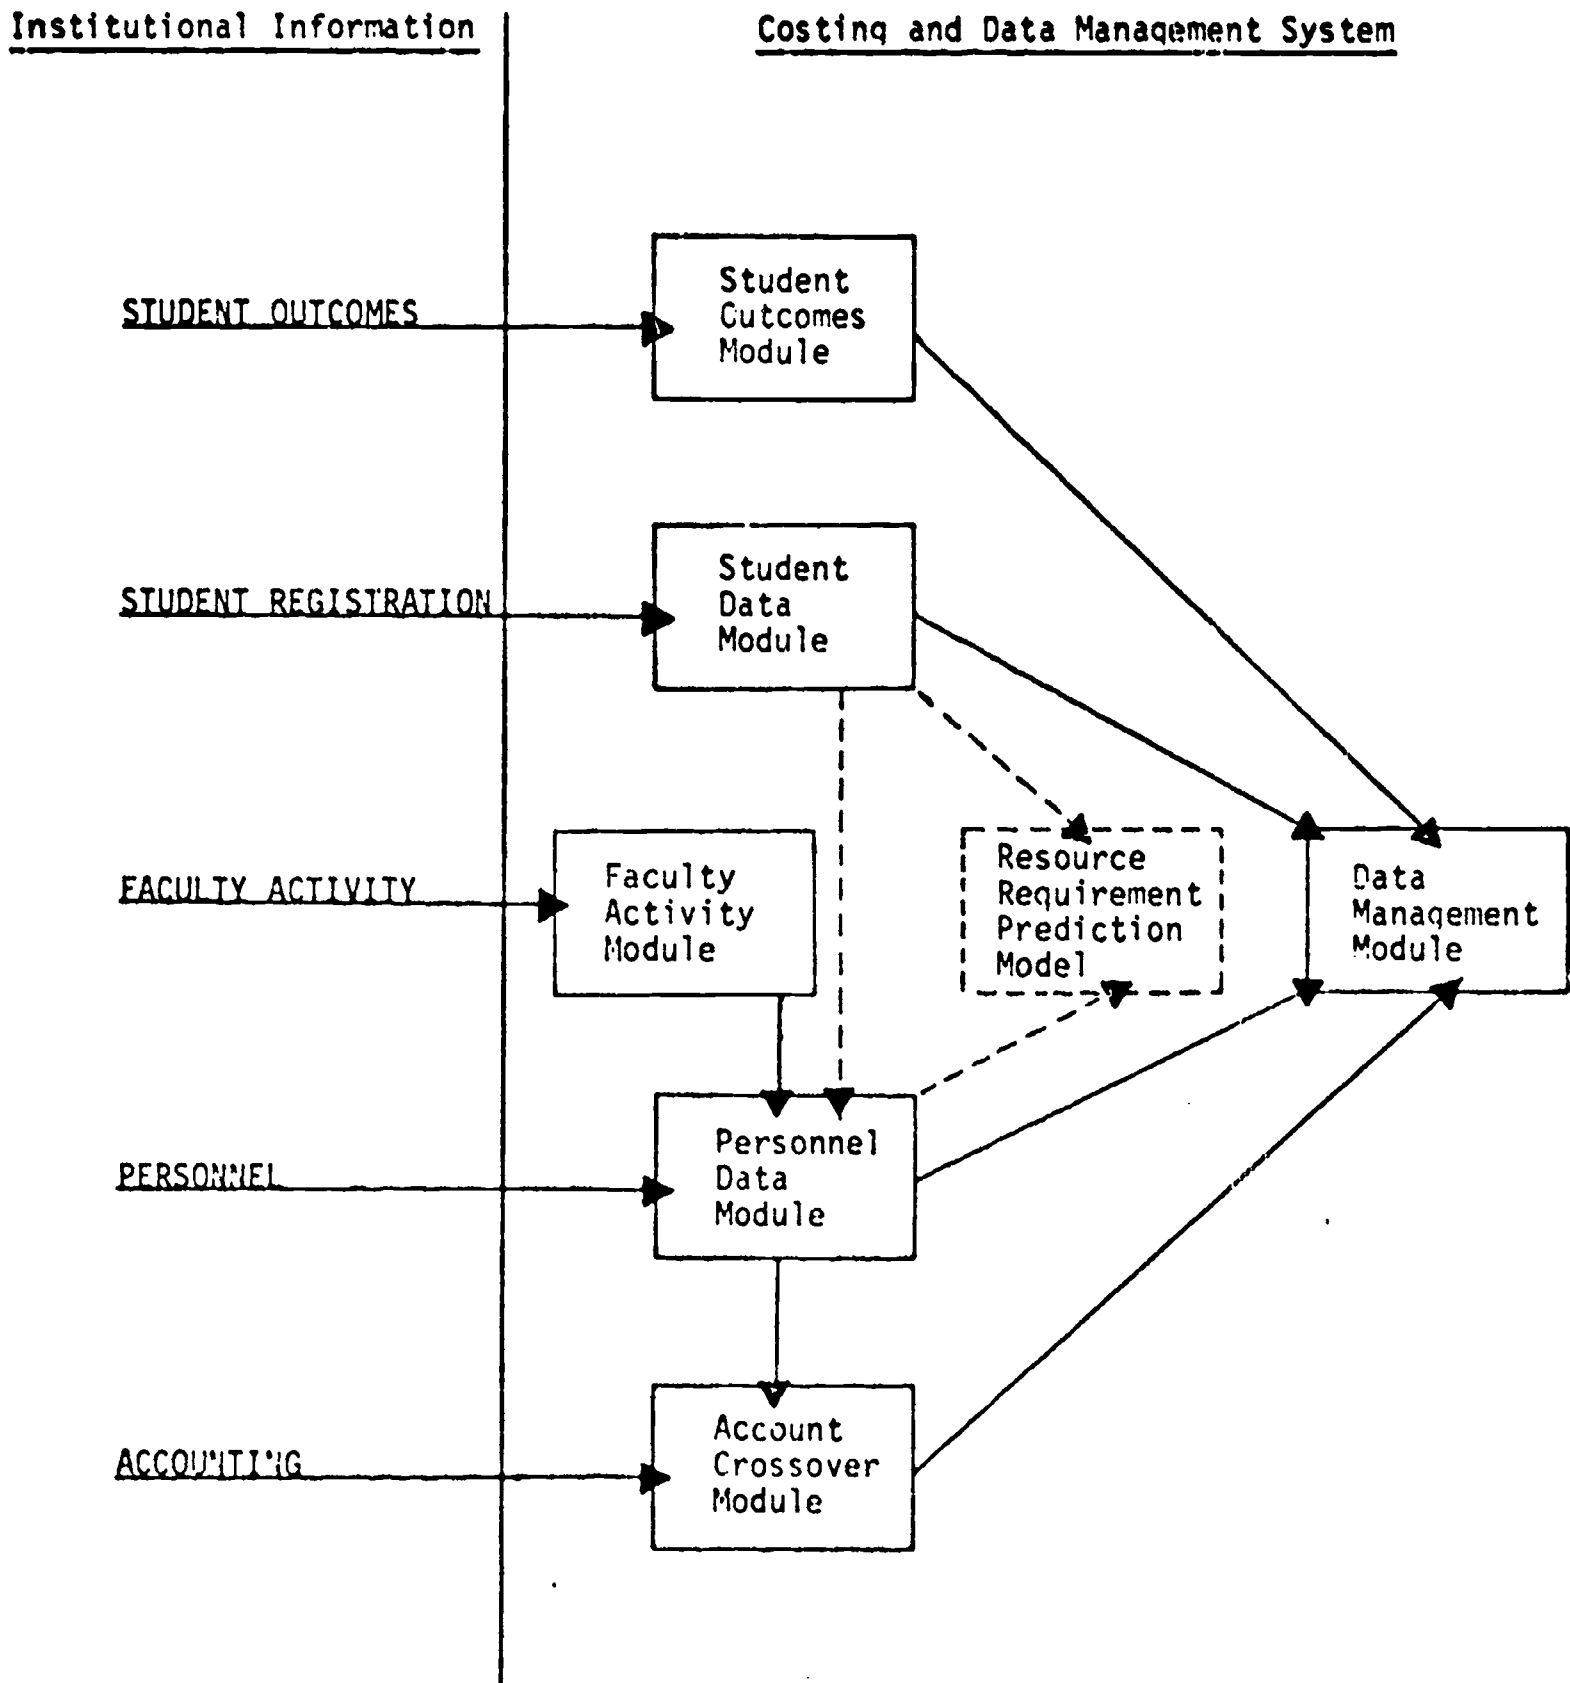 Institutional Information
Costing and Data Management System
STUDENT OUTCOMES
Student
Outcomes
Module
STUDENT REGISTRATION
Student
Data
Module
FACULTY ACTIVITY
Faculty
Activity
Module
Resource
Requirement
Prediction
Model
Data
Management
Module
PERSONNEL
Personnel
Data
Module
ACCOUNTING
Account
Crossover
Module